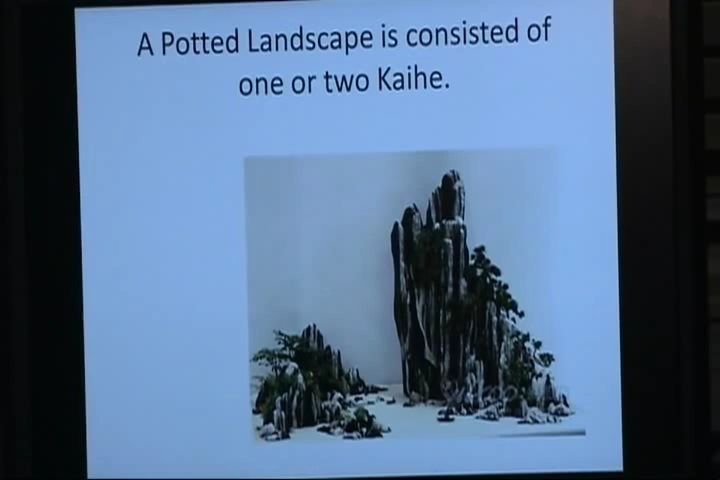 A Potted Landscape is consisted of
one or two Kaihe.